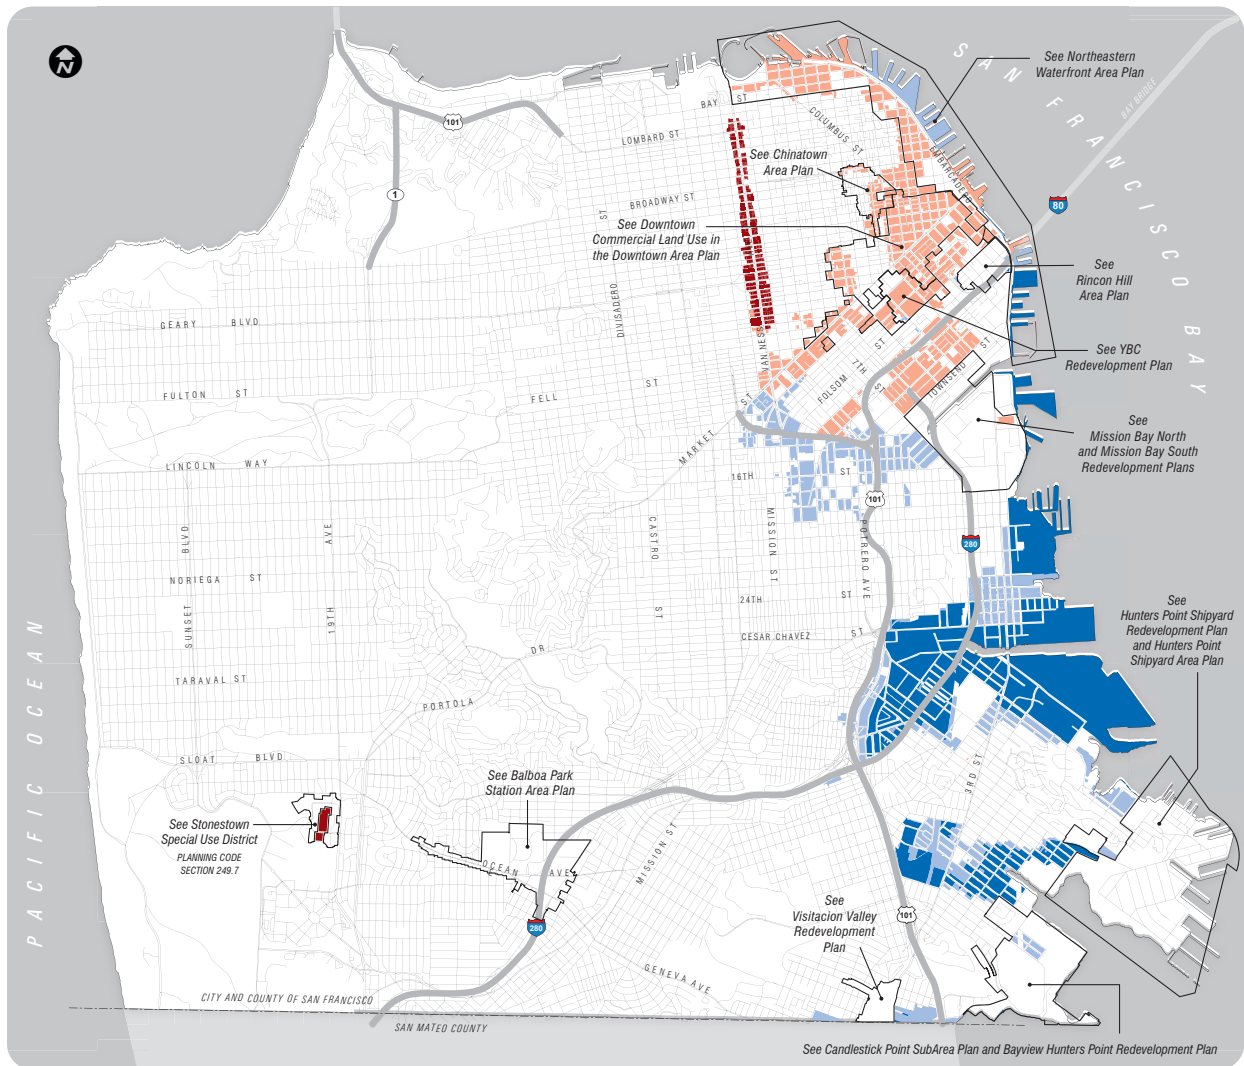 N
SAN FRANCISCO BAY
BAY BRIDGE
See Northeastern
Waterfront Area Plan
101
1
80
BAY ST
LOMBARD ST
COLUMBUS ST
EMBARCADERO
See Chinatown
Area Plan
BROADWAY ST
ST
DIVISADERO
See Downtown
Commercial Land Use in
the Downtown Area Plan
See
Rincon Hill
Area Plan
GEARY BLVD
VAN NESS
See YBC
Redevelopment Plan
FULTON ST
FELL ST
FOLSOM ST
7TH ST
TOWNSEND ST
MARKET ST
See
Mission Bay North
and Mission Bay South
Redevelopment Plans
LINCOLN WAY
16TH ST
101
280
SUNSET BLVD
19TH AVE
CASTRO ST
MISSION ST
POTRERO AVE
NORIEGA ST
24TH ST
CESAR CHAVEZ ST
See
Hunters Point Shipyard
Redevelopment Plan
and Hunters Point
Shipyard Area Plan
PACIFIC OCEAN
TARAVAL ST
PORTOLA DR
SLOAT BLVD
3RD ST
See Balboa Park
Station Area Plan
See Stonestown
Special Use District
PLANNING CODE
SECTION 249.7
OCEAN AVE
MISSION ST
280
101
See
Visitacion Valley
Redevelopment
Plan
GENEVA AVE
CITY AND COUNTY OF SAN FRANCISCO
SAN MATEO COUNTY
See Candlestick Point SubArea Plan and Bayview Hunters Point Redevelopment Plan